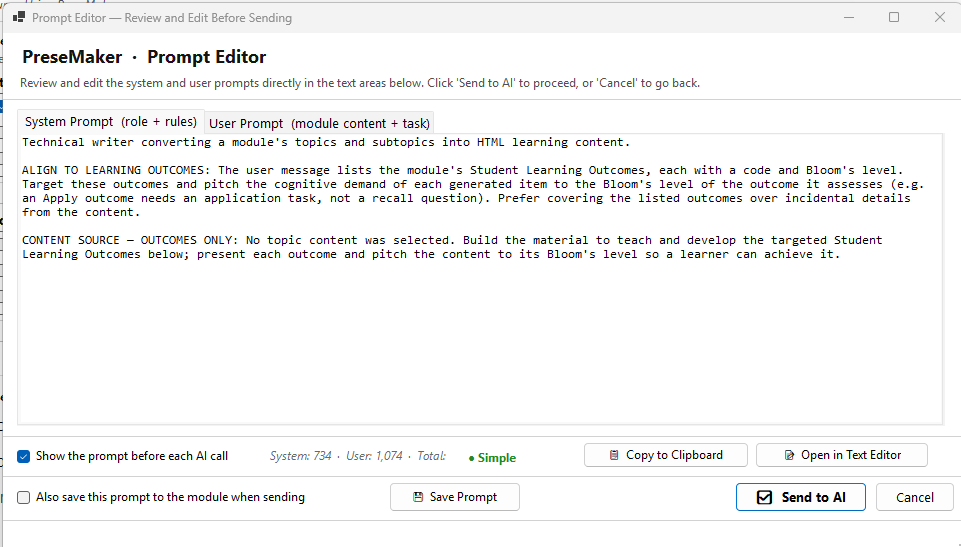 Prompt Editor — Review and Edit Before Sending
PreseMaker · Prompt Editor
Review and edit the system and user prompts directly in the text areas below. Click 'Send to AI' to proceed, or 'Cancel' to go back.
System Prompt (role + rules)
User Prompt (module content + task)
Technical writer converting a module's topics and subtopics into HTML learning content.
ALIGN TO LEARNING OUTCOMES: The user message lists the module's Student Learning Outcomes, each with a code and Bloom's level.
Target these outcomes and pitch the cognitive demand of each generated item to the Bloom's level of the outcome it assesses (e.g.
an Apply outcome needs an application task, not a recall question). Prefer covering the listed outcomes over incidental details
from the content.
CONTENT SOURCE — OUTCOMES ONLY: No topic content was selected. Build the material to teach and develop the targeted Student
Learning Outcomes below; present each outcome and pitch the content to its Bloom's level so a learner can achieve it.
Show the prompt before each AI call
System: 734 · User: 1,074 · Total:
● Simple
Copy to Clipboard
Open in Text Editor
Also save this prompt to the module when sending
Save Prompt
Send to AI
Cancel